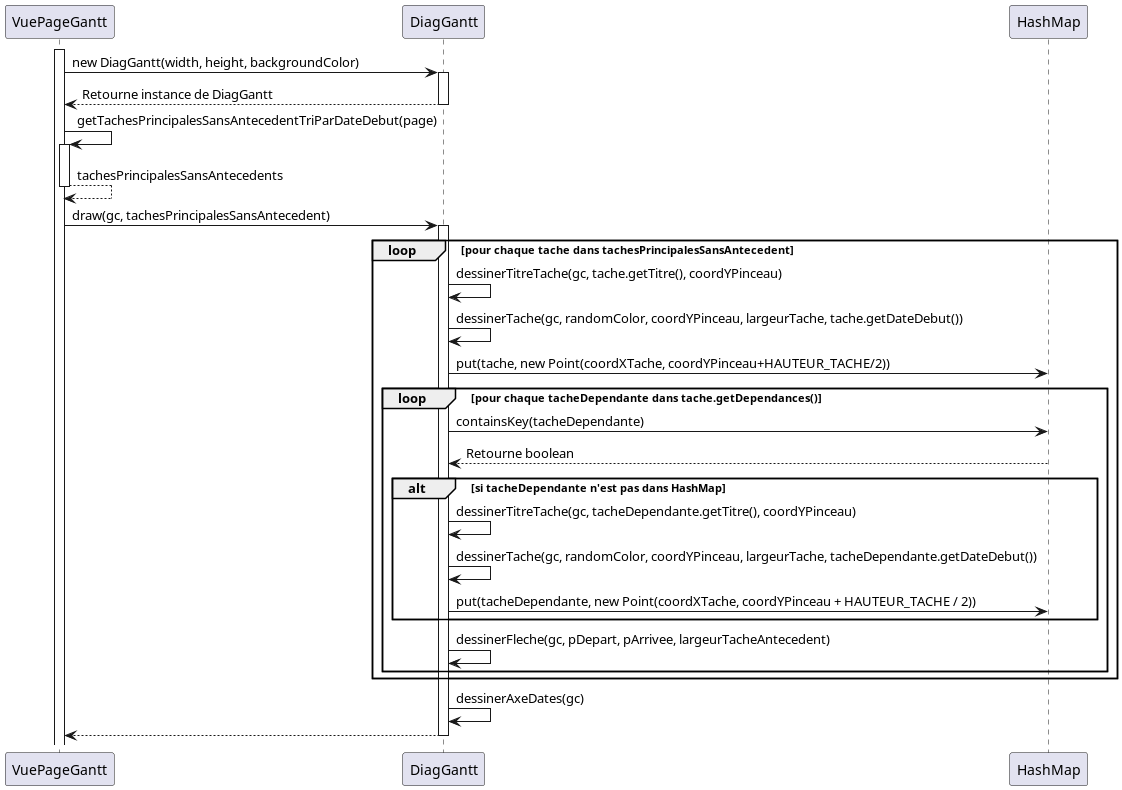 VuePageGantt DiagGantt HashMap
new DiagGantt(width, height, backgroundColor)
Retourne instance de DiagGantt
getTachesPrincipalesSansAntecedentTriParDateDebut(page)
tachesPrincipalesSansAntecedents
draw(gc, tachesPrincipalesSansAntecedent)
loop [pour chaque tache dans tachesPrincipalesSansAntecedent]
dessinerTitreTache(gc, tache.getTitre(), coordYPinceau)
dessinerTache(gc, randomColor, coordYPinceau, largeurTache, tache.getDateDebut())
put(tache, new Point(coordXTache, coordYPinceau+HAUTEUR_TACHE/2))
loop [pour chaque tacheDependante dans tache.getDependances()]
containsKey(tacheDependante)
Retourne boolean
alt [si tacheDependante n'est pas dans HashMap]
dessinerTitreTache(gc, tacheDependante.getTitre(), coordYPinceau)
dessinerTache(gc, randomColor, coordYPinceau, largeurTache, tacheDependante.getDateDebut())
put(tacheDependante, new Point(coordXTache, coordYPinceau + HAUTEUR_TACHE / 2))
dessinerFleche(gc, pDepart, pArrivee, largeurTacheAntecedent)
dessinerAxeDates(gc)
VuePageGantt DiagGantt HashMap